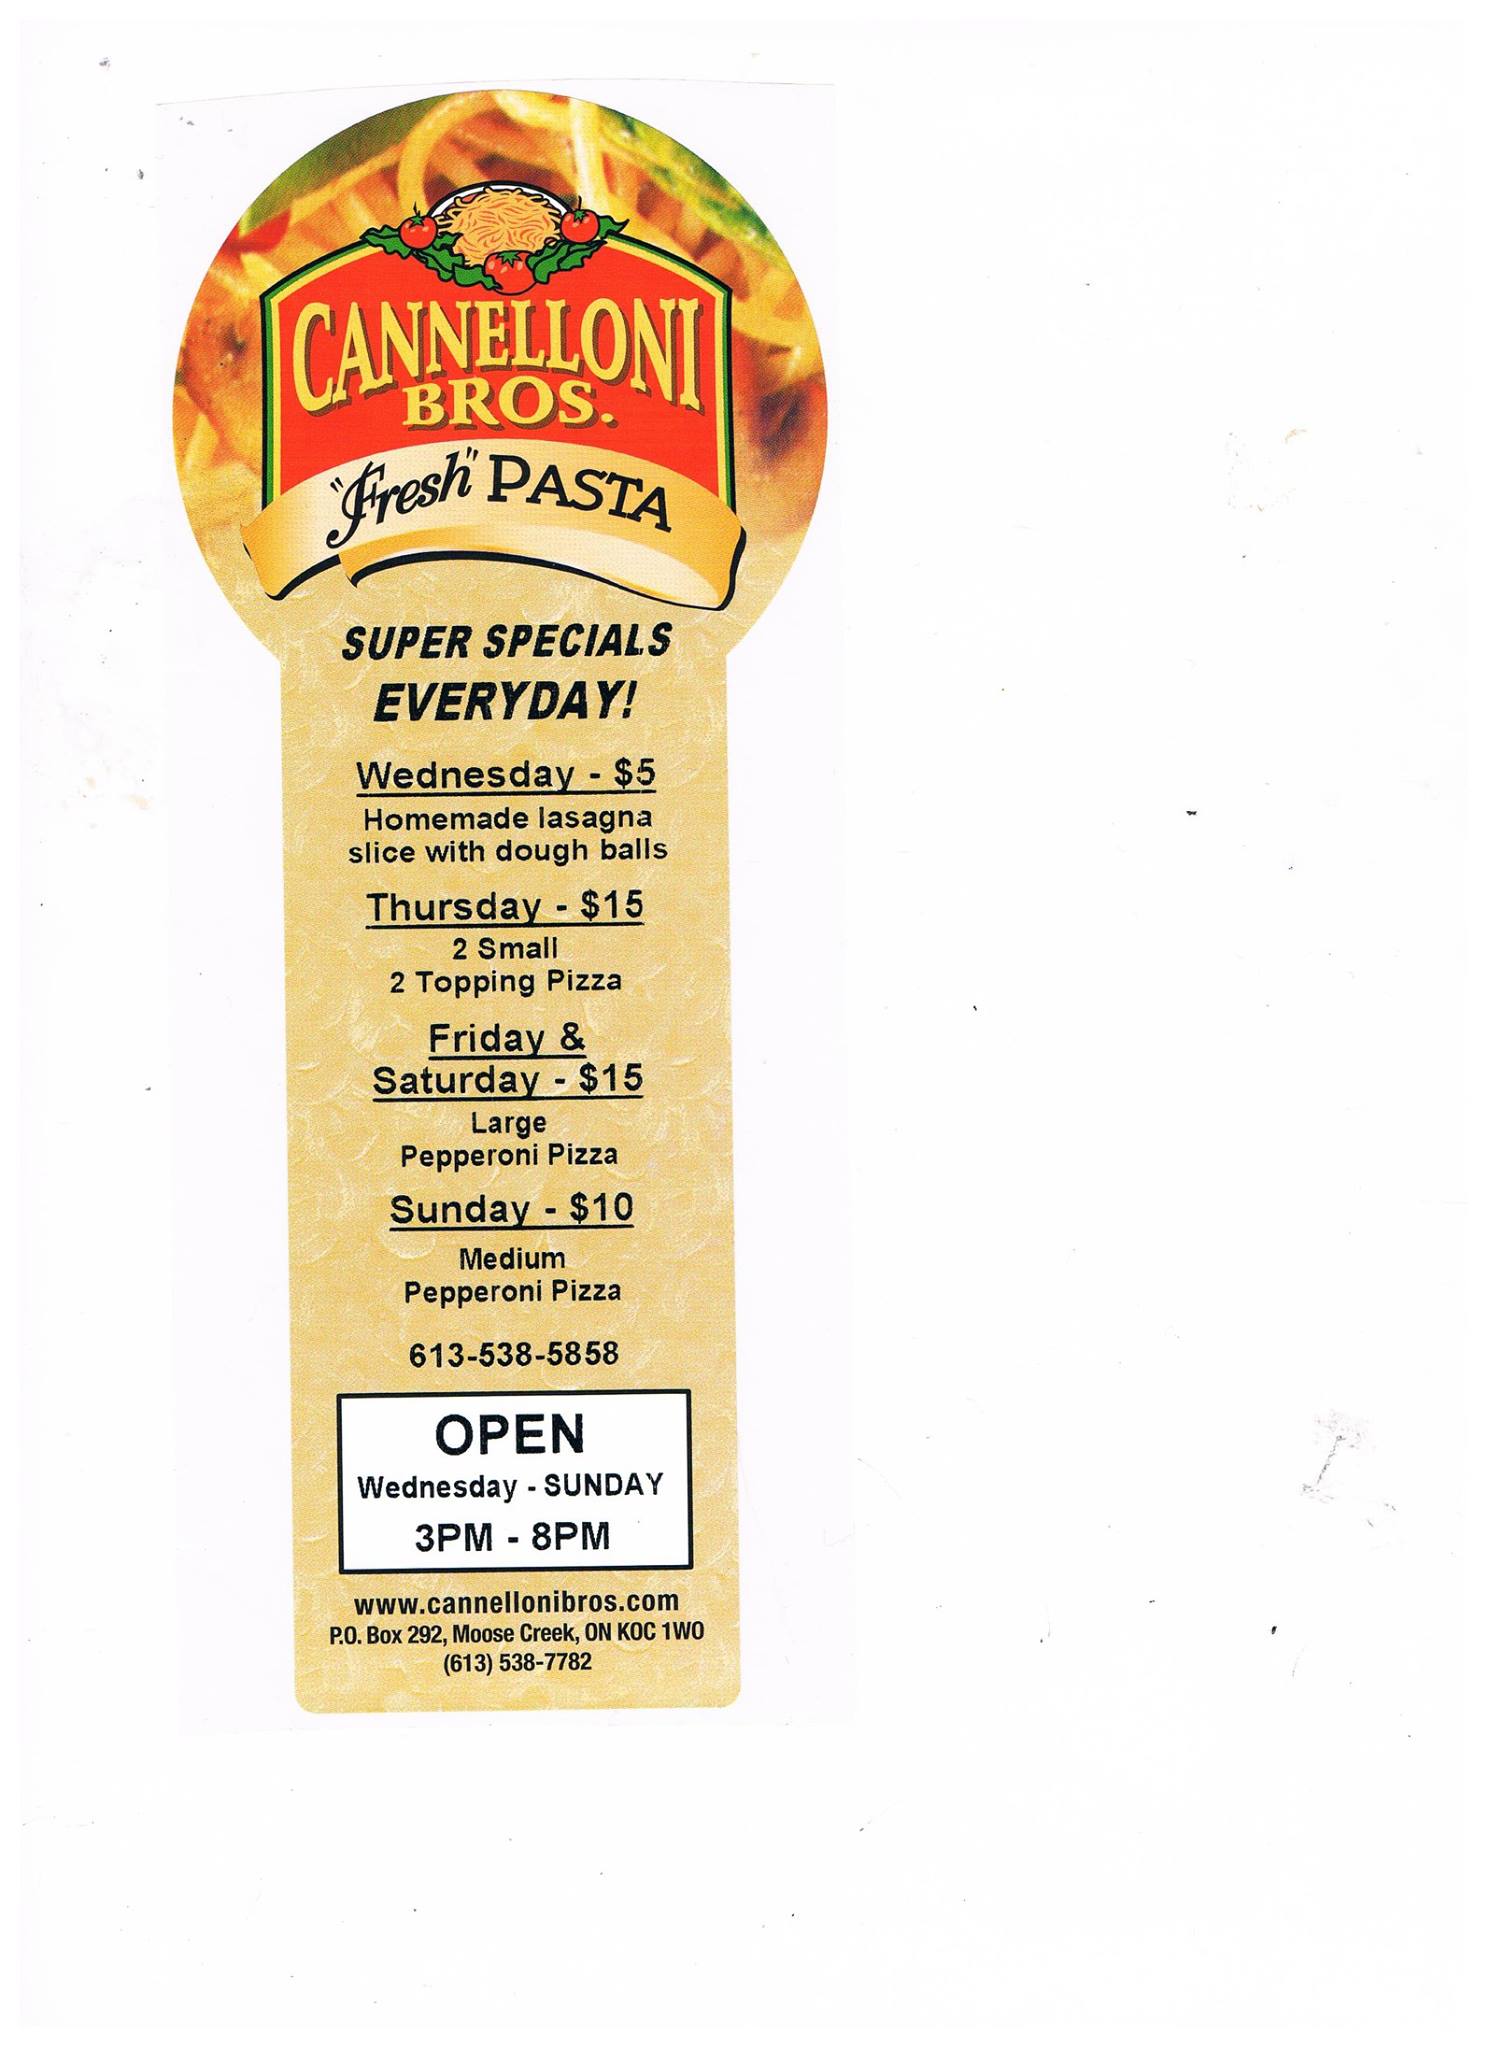 CANNELLONI
BROS.
"Fresh" PASTA
SUPER SPECIALS
EVERYDAY!
Wednesday - $5
Homemade lasagna
slice with dough balls
Thursday - $15
2 Small
2 Topping Pizza
Friday &
Saturday - $15
Large
Pepperoni Pizza
Sunday - $10
Medium
Pepperoni Pizza
613-538-5858
OPEN
Wednesday - SUNDAY
3PM - 8PM
www.cannellonibros.com
P.O. Box 292, Moose Creek, ON KOC 1WO
(613) 538-7782